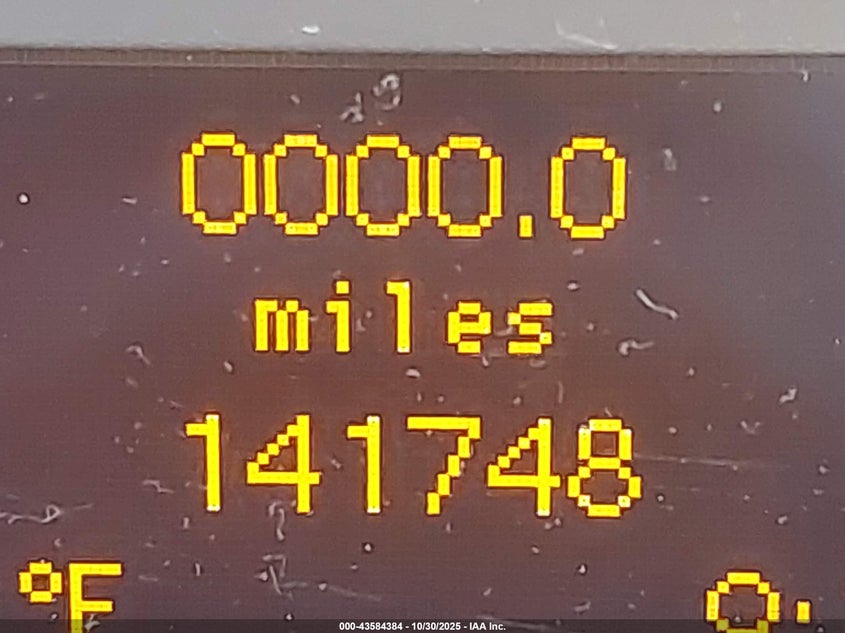 0000.0
miles
141748
°F
000-43584384 - 10/30/2025 - IAA Inc.